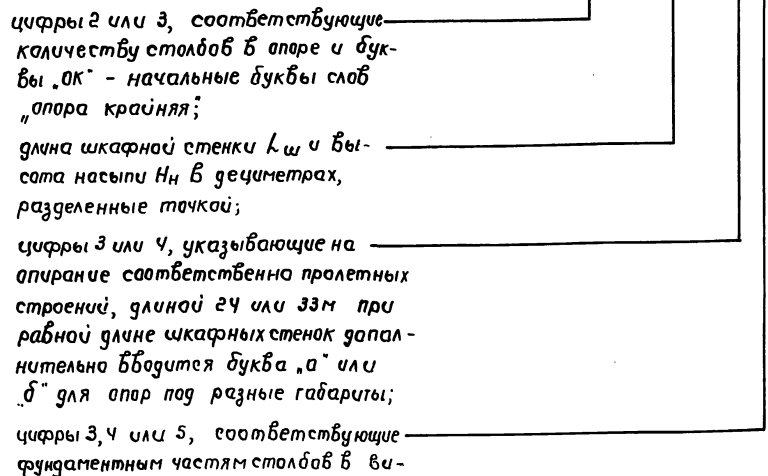 цифры 2 или 3, соответствующие
количеству столбов в опоре и бук-
вы „ОК" - начальные буквы слов
„опора крайняя";
длина шкафной стенки Lш и вы-
сота насыпи Hн в дециметрах,
разделенные точкой;
цифры 3 или 4, указывающие на
опирание соответственно пролетных
строений, длиной 24 или 33м при
равной длине шкафных стенок допол-
нительно вводится буква „а" или
„б" для опор под разные габариты;
цифры 3, 4 или 5, соответствующие
фундаментным частям столбов в ви-